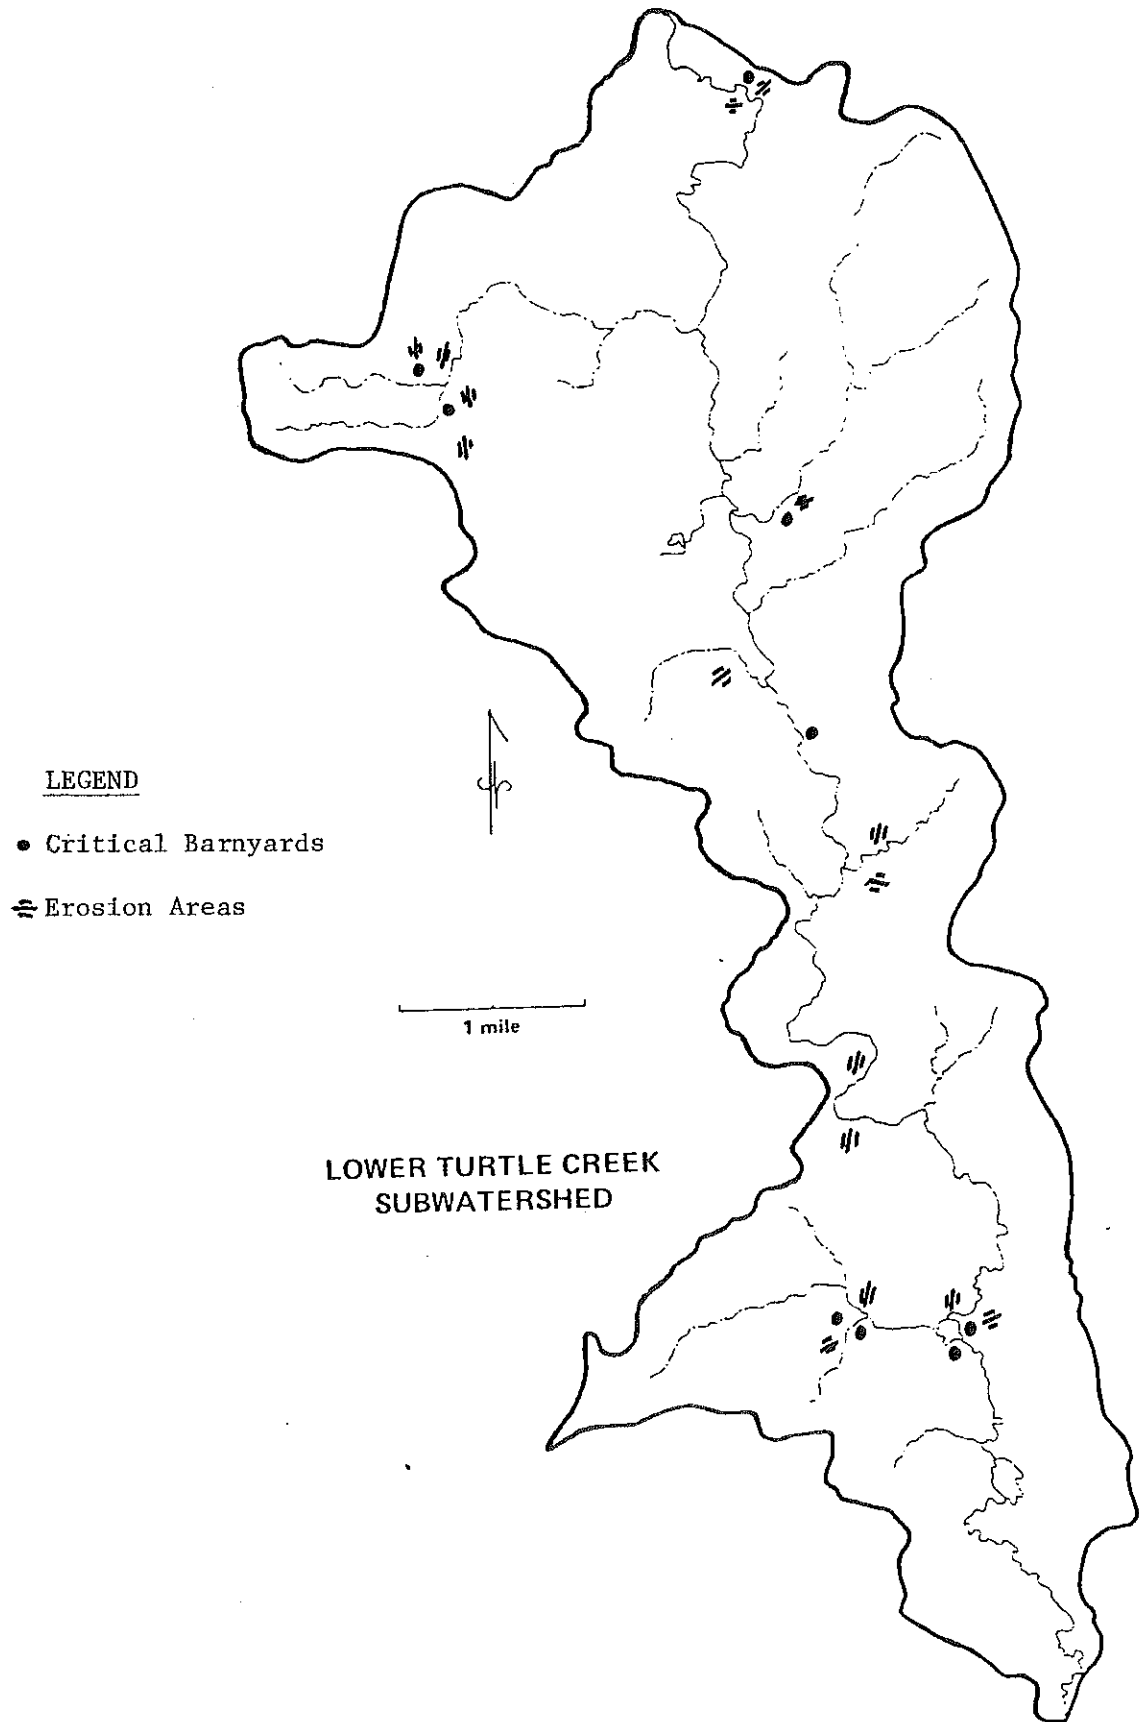 LEGEND
Critical Barnyards
Erosion Areas
1 mile
LOWER TURTLE CREEK
SUBWATERSHED